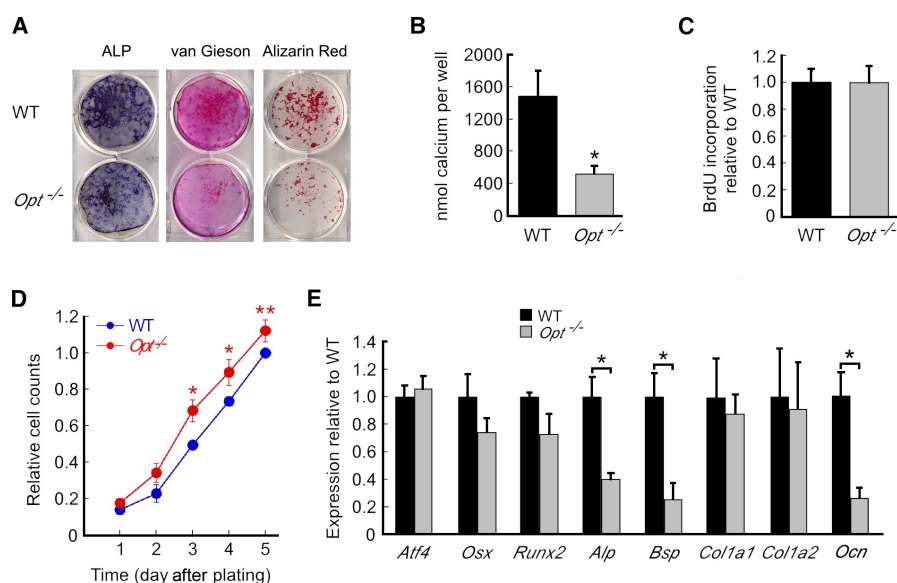 A
ALP van Gieson Alizarin Red
WT
Opt -/-
B
nmol calcium per well
2000
1600
1200
800
400
0
*
WT Opt -/-
C
BrdU incorporation
relative to WT
1.2
1.0
0.8
0.6
0.4
0.2
0
WT Opt -/-
D
Relative cell counts
1.2
1.0
0.8
0.6
0.4
0.2
0
WT
Opt -/-
*
*
**
1 2 3 4 5
Time (day after plating)
E
WT
Opt -/-
Expression relative to WT
1.4
1.2
1.0
0.8
0.6
0.4
0.2
0
* * *
Atf4 Osx Runx2 Alp Bsp Col1a1 Col1a2 Ocn